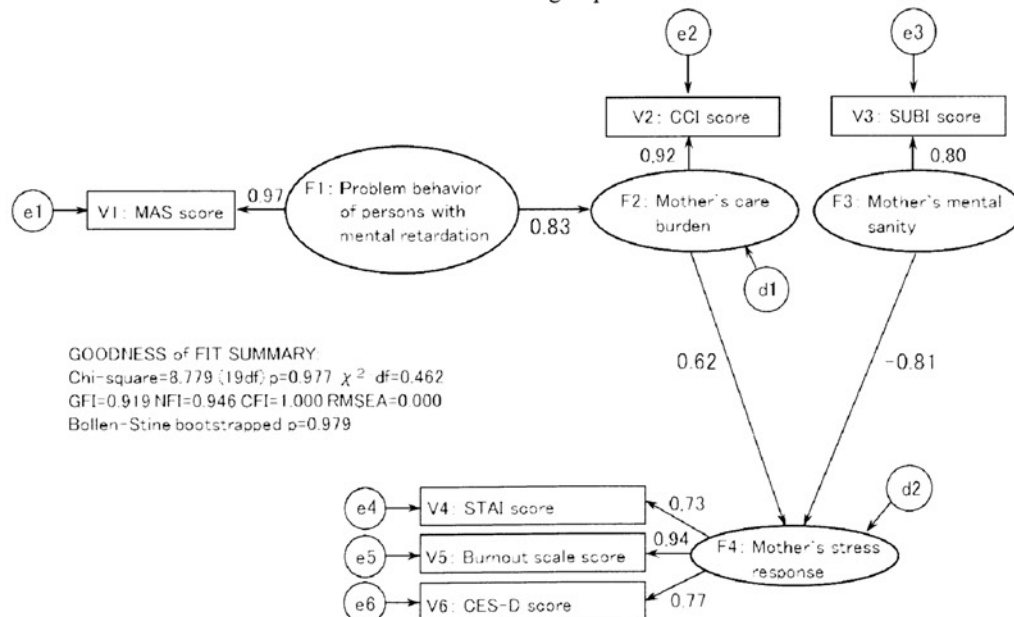 e2
e3
V2: CCI score
V3: SUBI score
0.92
0.80
e1
V1: MAS score
0.97
F1: Problem behavior
of persons with
mental retardation
0.83
F2: Mother's care
burden
F3: Mother's mental
sanity
d1
GOODNESS of FIT SUMMARY:
Chi-square=8.779 (19df) p=0.977 χ² df=0.462
GFI=0.919 NFI=0.946 CFI=1.000 RMSEA=0.000
Bollen-Stine bootstrapped p=0.979
0.62
-0.81
d2
e4
V4: STAI score
0.73
e5
V5: Burnout scale score
0.94
F4: Mother's stress
response
e6
V6: CES-D score
0.77